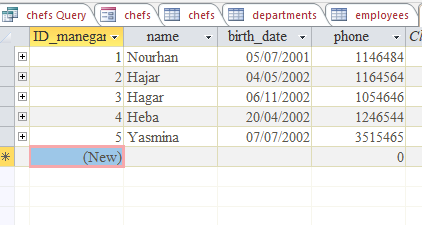 chefs Query chefs chefs departments employees
ID_manegar name birth_date phone
1 Nourhan 05/07/2001 1146484
2 Hajar 04/05/2002 1164564
3 Hagar 06/11/2002 1054646
4 Heba 20/04/2002 1246544
5 Yasmina 07/07/2002 3515465
(New) 0